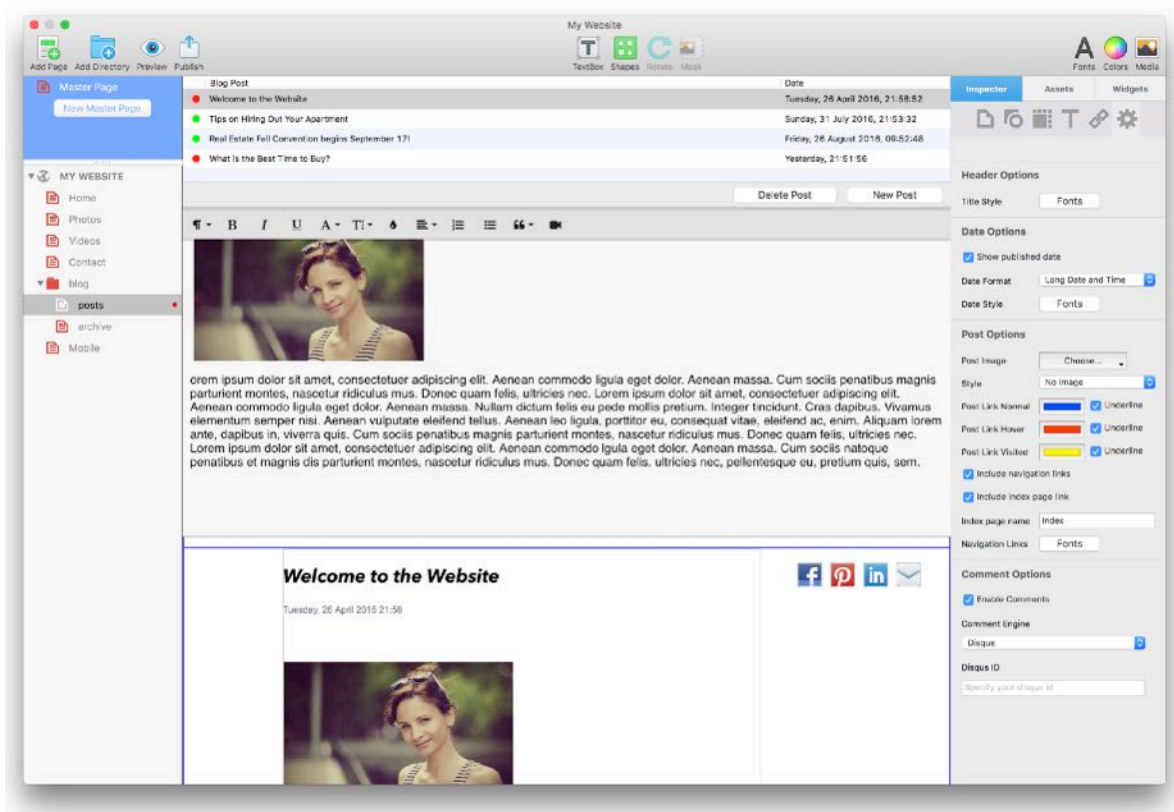 My Website
Add Page Add Directory Preview Publish
TextBox Shapes Rotate Mask
Fonts Colors Media
Master Page
New Master Page
MY WEBSITE
Home
Photos
Videos
Contact
blog
posts
archive
Mobile
Blog Post Date
Welcome to the Website Tuesday, 26 April 2016, 21:58:52
Tips on Hiring Out Your Apartment Sunday, 31 July 2016, 21:53:32
Real Estate Fall Convention begins September 17! Friday, 26 August 2016, 09:52:48
What is the Best Time to Buy? Yesterday, 21:51:56
Delete Post New Post
¶ B I U A T
orem ipsum dolor sit amet, consectetuer adipiscing elit. Aenean commodo ligula eget dolor. Aenean massa. Cum sociis penatibus magnis
parturient montes, nascetur ridiculus mus. Donec quam felis, ultricies nec. Lorem ipsum dolor sit amet, consectetuer adipiscing elit.
Aenean commodo ligula eget dolor. Aenean massa. Nullam dictum felis eu pede mollis pretium. Integer tincidunt. Cras dapibus. Vivamus
elementum semper nisi. Aenean vulputate eleifend tellus. Aenean leo ligula, porttitor eu, consequat vitae, eleifend ac, enim. Aliquam lorem
ante, dapibus in, viverra quis. Cum sociis penatibus magnis parturient montes, nascetur ridiculus mus. Donec quam felis, ultricies nec.
Lorem ipsum dolor sit amet, consectetuer adipiscing elit. Aenean commodo lgula eget dolor. Aenean massa. Cum sociis natoque
penatibus et magnis dis parturient montes, nascetur ridiculus mus. Donec quam felis, ultricies nec, pellentesque eu, pretium quis, sem.
Welcome to the Website
Tuesday, 26 April 2016 21:58
Inspector Assets Widgets
Header Options
Title Style Fonts
Date Options
Show published date
Date Format Long Date and Time
Date Style Fonts
Post Options
Post Image Choose...
Style No Image
Post Link Normal Underline
Post Link Hover Underline
Post Link Visited Underline
Include navigation links
Include index page link
Index page name Index
Navigation Links Fonts
Comment Options
Enable Comments
Comment Engine
Disqus
Disqus ID
Specify your disqus id